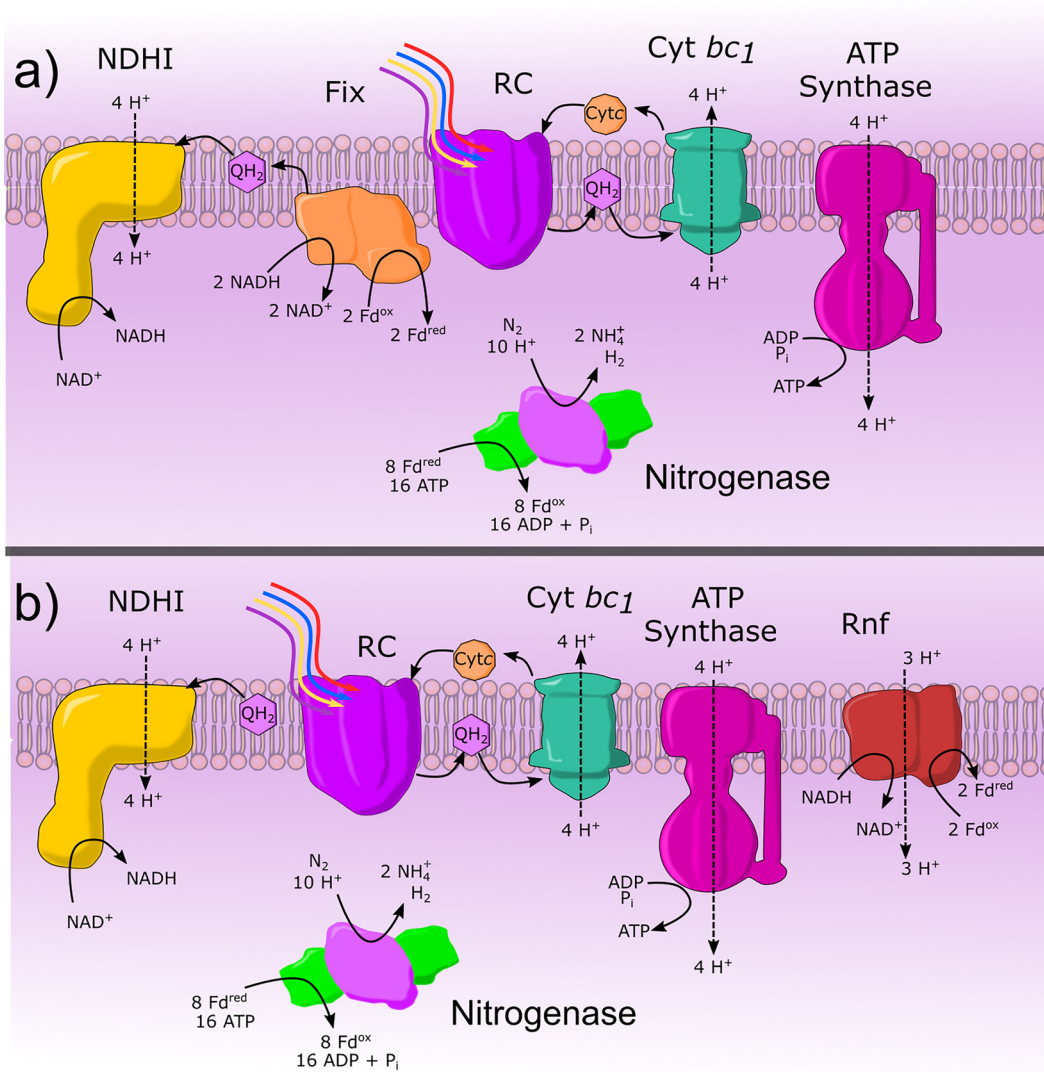 a)
NDHI
Fix
RC
Cyt bc1
ATP
Synthase
4 H+
4 H+
QH2
2 NADH
2 NAD+
2 Fdox
2 Fdred
NAD+
NADH
Cytc
QH2
4 H+
4 H+
4 H+
4 H+
ADP
Pi
ATP
N2
10 H+
2 NH4+
H2
8 Fdred
16 ATP
8 Fdox
16 ADP + Pi
Nitrogenase
b)
NDHI
RC
Cyt bc1
ATP
Synthase
Rnf
4 H+
4 H+
QH2
NAD+
NADH
Cytc
QH2
4 H+
4 H+
4 H+
4 H+
ADP
Pi
ATP
3 H+
3 H+
NADH
NAD+
2 Fdred
2 Fdox
N2
10 H+
2 NH4+
H2
8 Fdred
16 ATP
8 Fdox
16 ADP + Pi
Nitrogenase